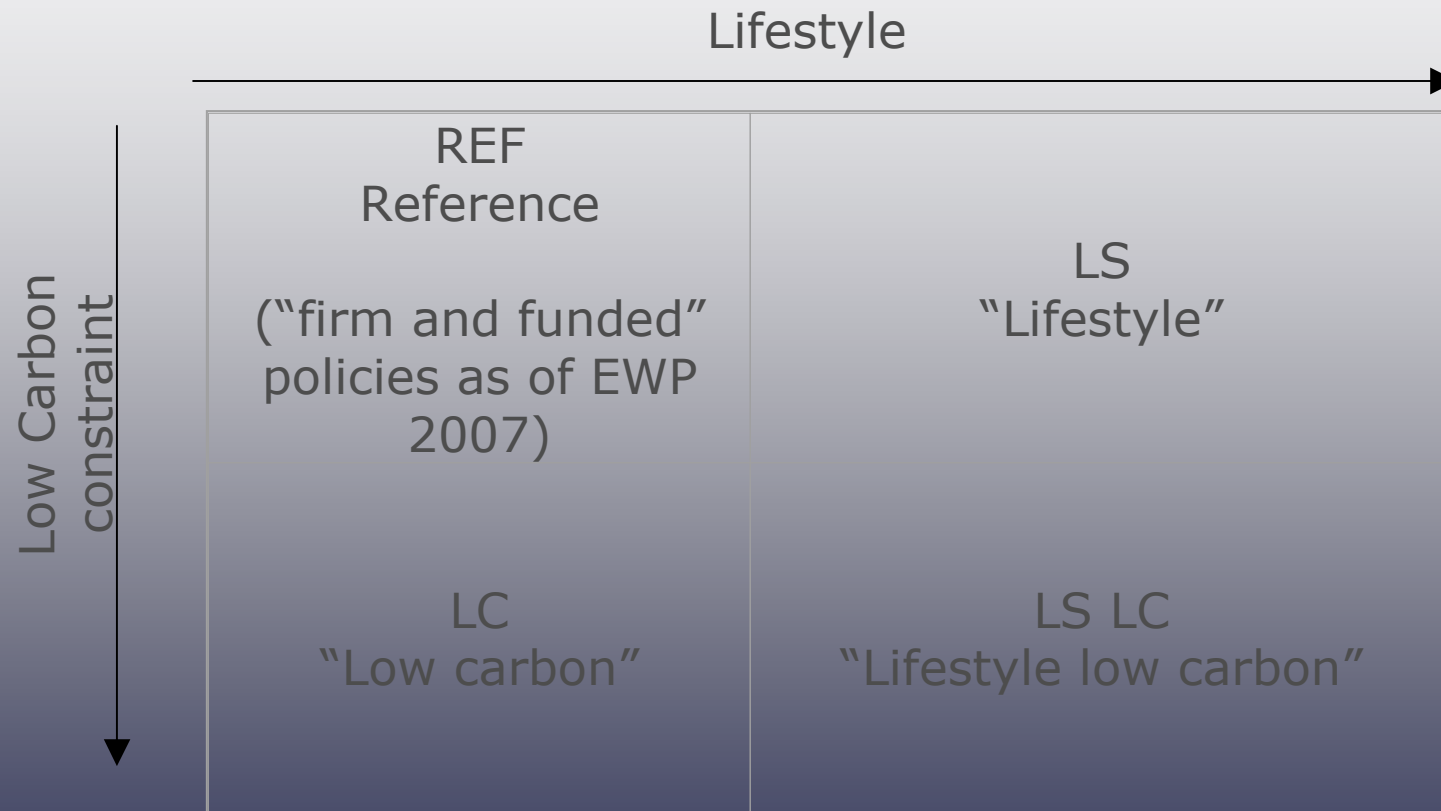 Lifestyle
Low Carbon
constraint
REF
Reference
(“firm and funded”
policies as of EWP
2007)
LS
“Lifestyle”
LC
“Low carbon”
LS LC
“Lifestyle low carbon”